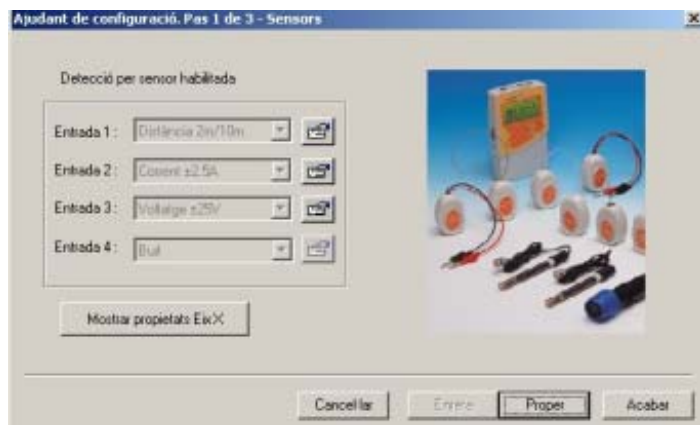 Ajudant de configuració. Pas 1 de 3 - Sensors
Detecció per sensor habilitada
Entrada 1 : Distància 2m/10m
Entrada 2 : Corrent ±2.5A
Entrada 3 : Voltatge ±25V
Entrada 4 : Buit
Mostrar propietats Eix X
Cancel·lar Enrere Proper Acabar